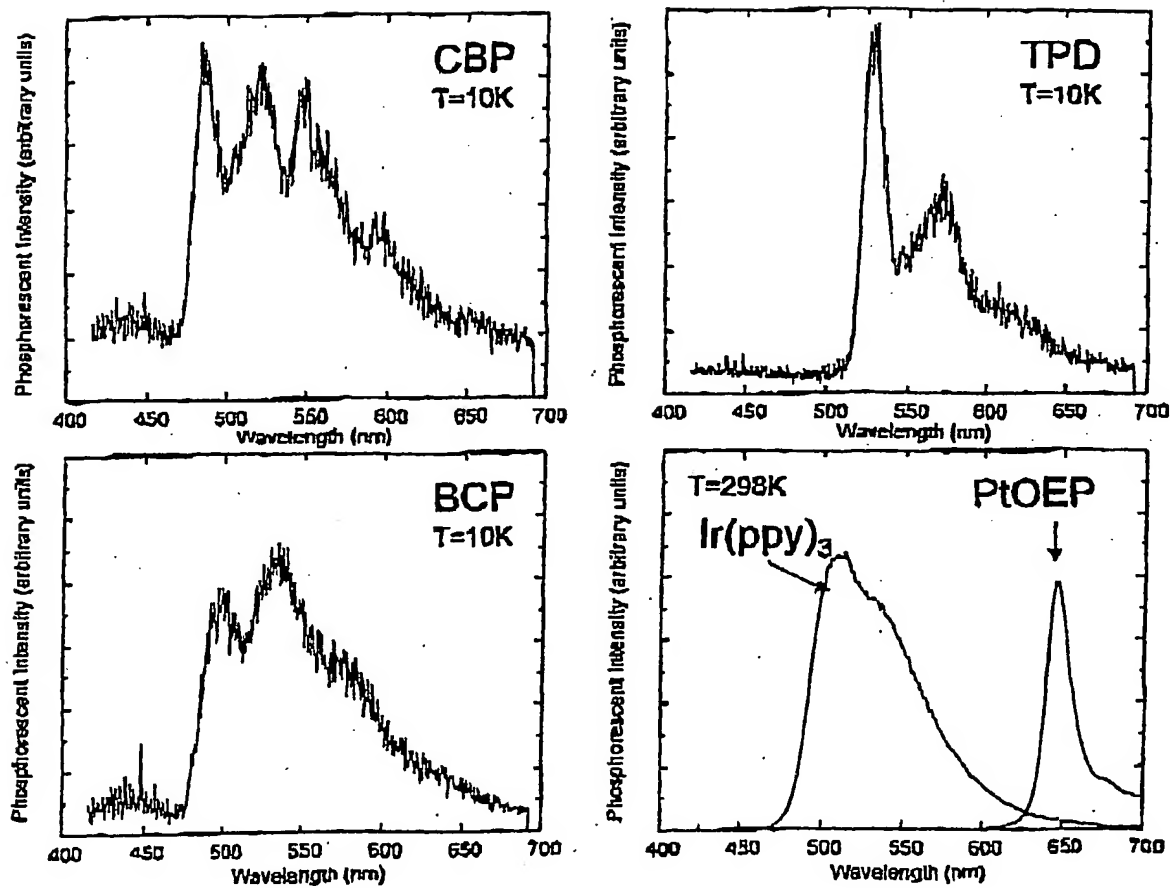 Phosphorescent Intensity (arbitrary units)
CBP
T=10K
400 450 500 550 600 650 700
Wavelength (nm)
Phosphorescent Intensity (arbitrary units)
TPD
T=10K
400 450 500 550 600 650 700
Wavelength (nm)
Phosphorescent Intensity (arbitrary units)
BCP
T=10K
400 450 500 550 600 650 700
Wavelength (nm)
Phosphorescent Intensity (arbitrary units)
T=298K
Ir(ppy)₃
PtOEP
400 450 500 550 600 650 700
Wavelength (nm)